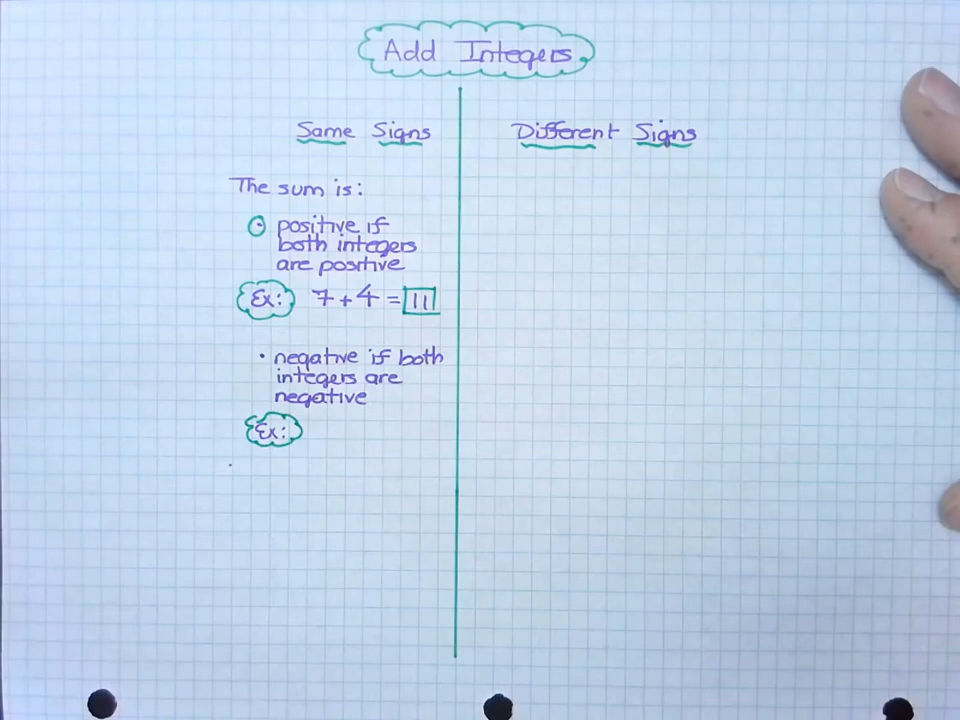 Add Integers
Same Signs
Different Signs
The sum is:
• positive if
both integers
are positive
Ex: 7 + 4 = 11
• negative if both
integers are
negative
Ex: